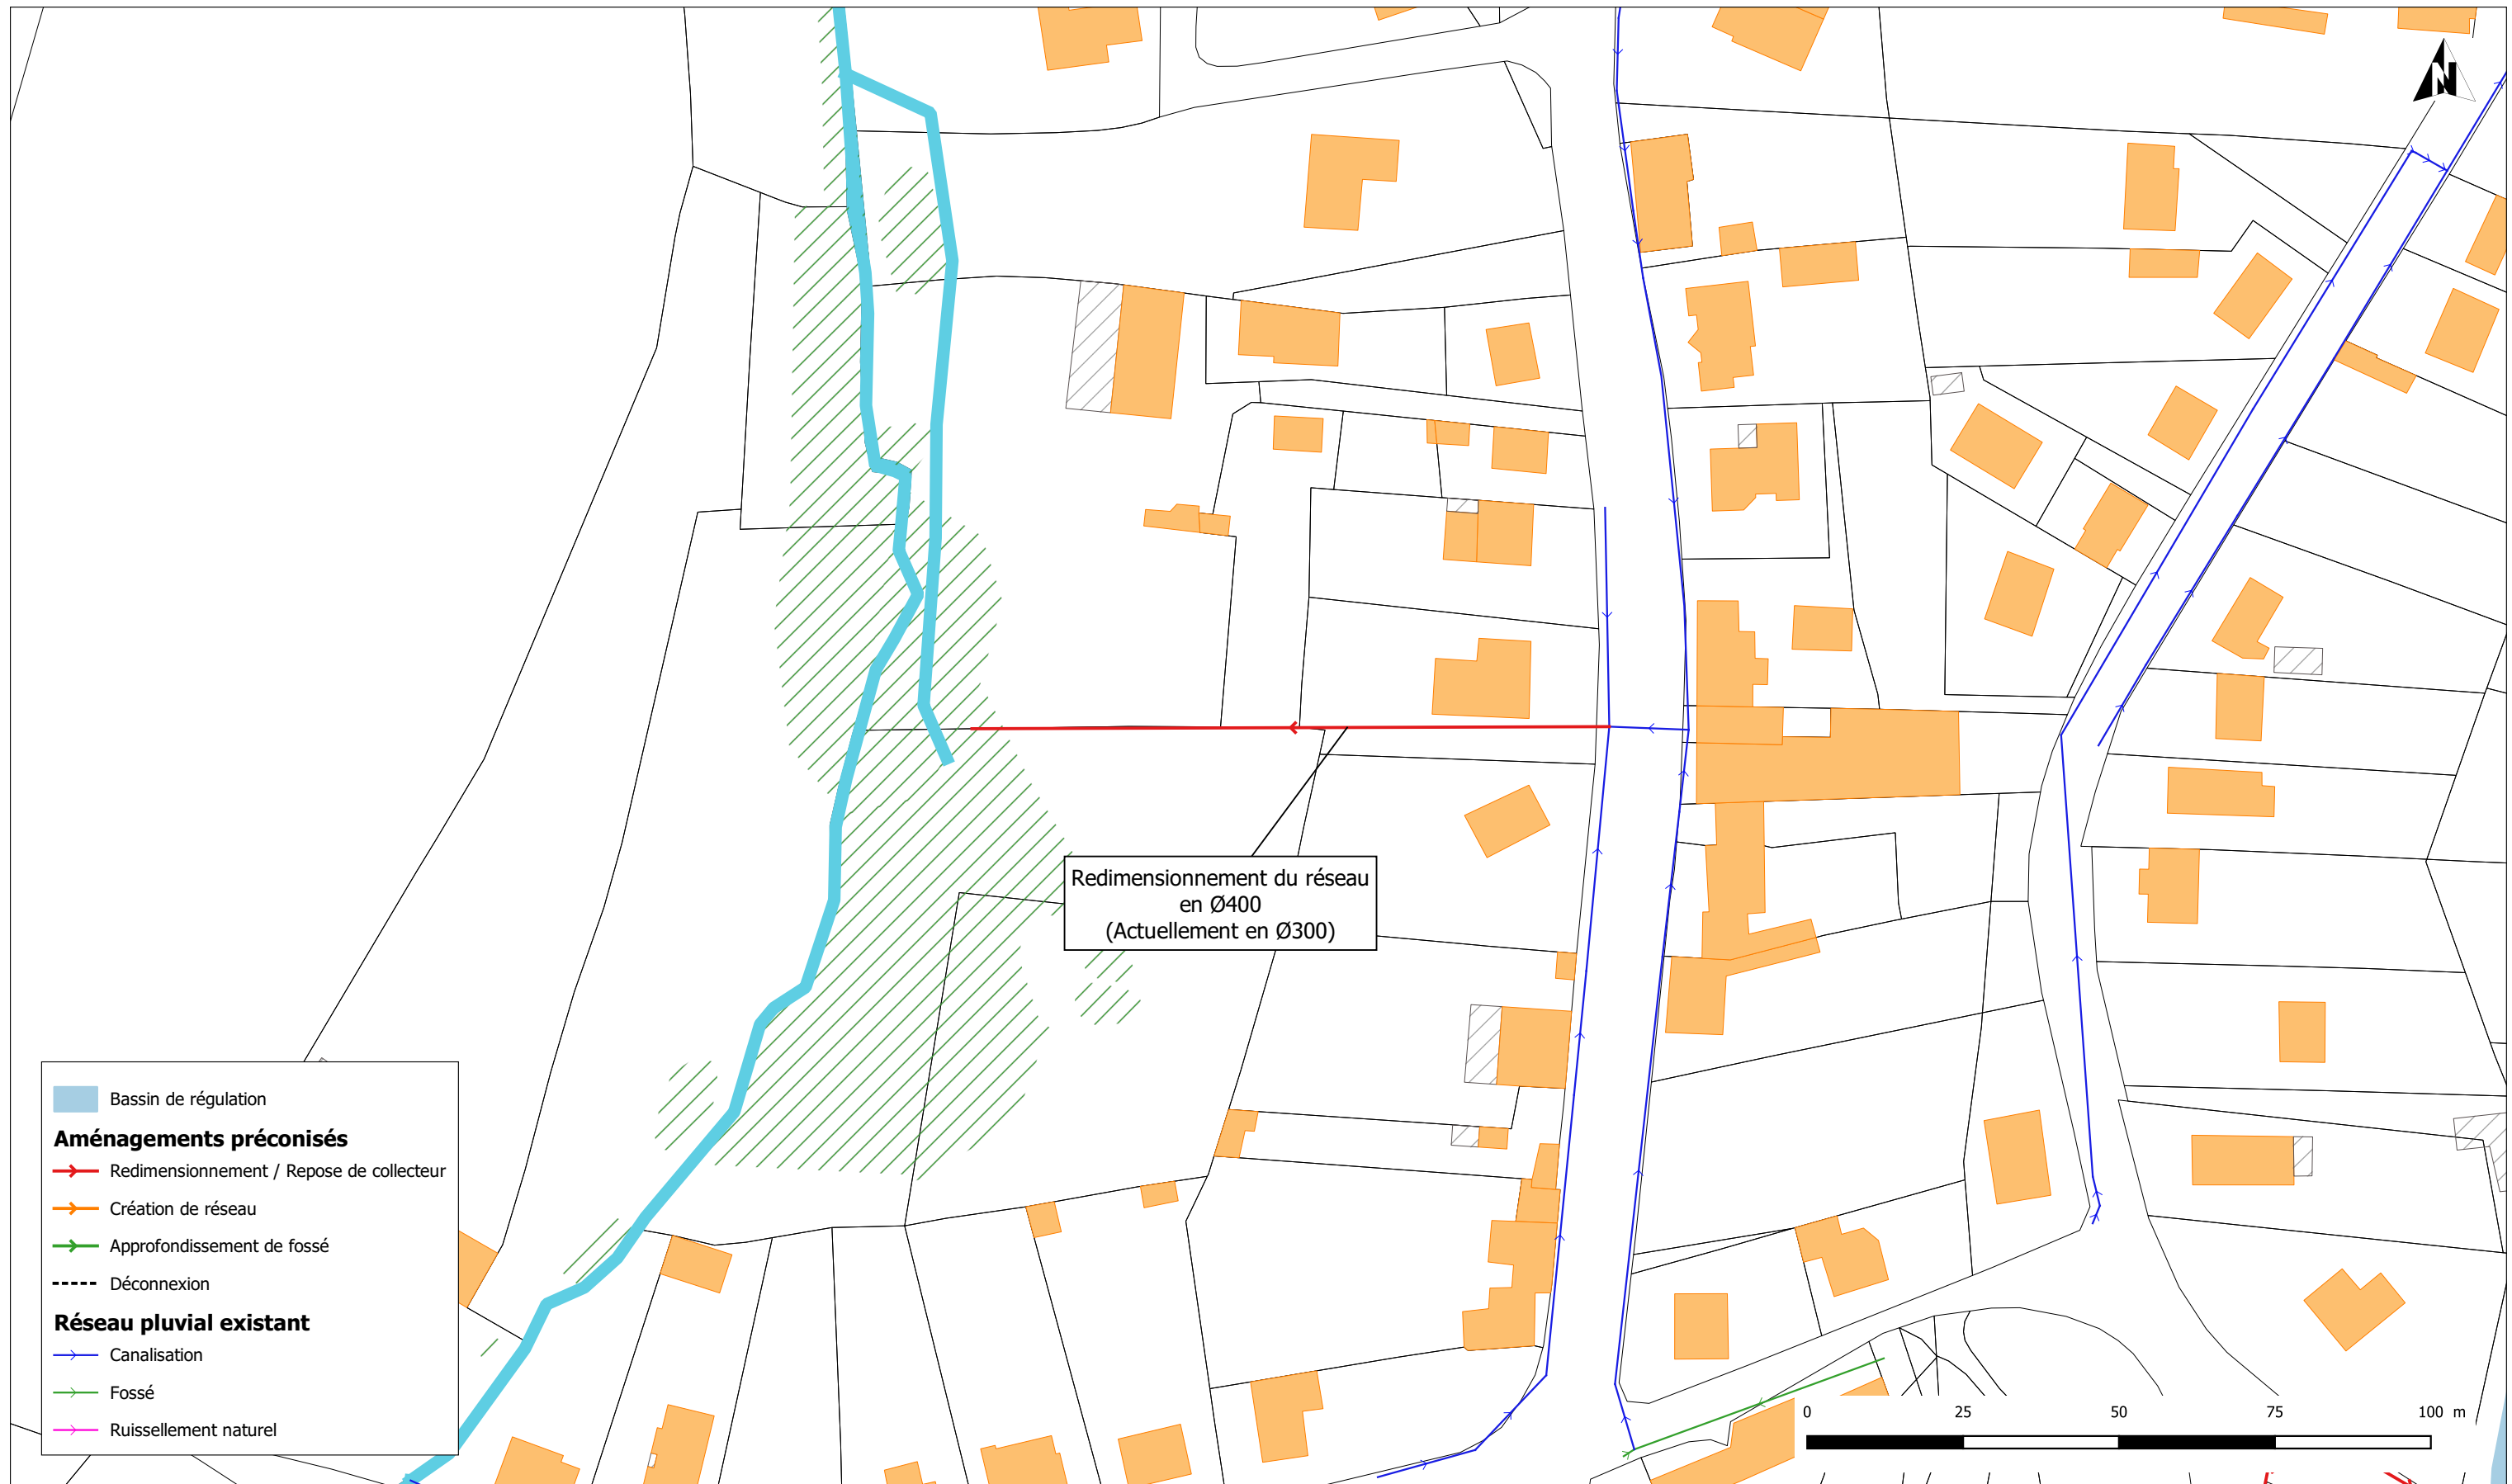 N
Redimensionnement du réseau
en Ø400
(Actuellement en Ø300)
Bassin de régulation
Aménagements préconisés
Redimensionnement / Repose de collecteur
Création de réseau
Approfondissement de fossé
Déconnexion
Réseau pluvial existant
Canalisation
Fossé
Ruissellement naturel
0 25 50 75 100 m